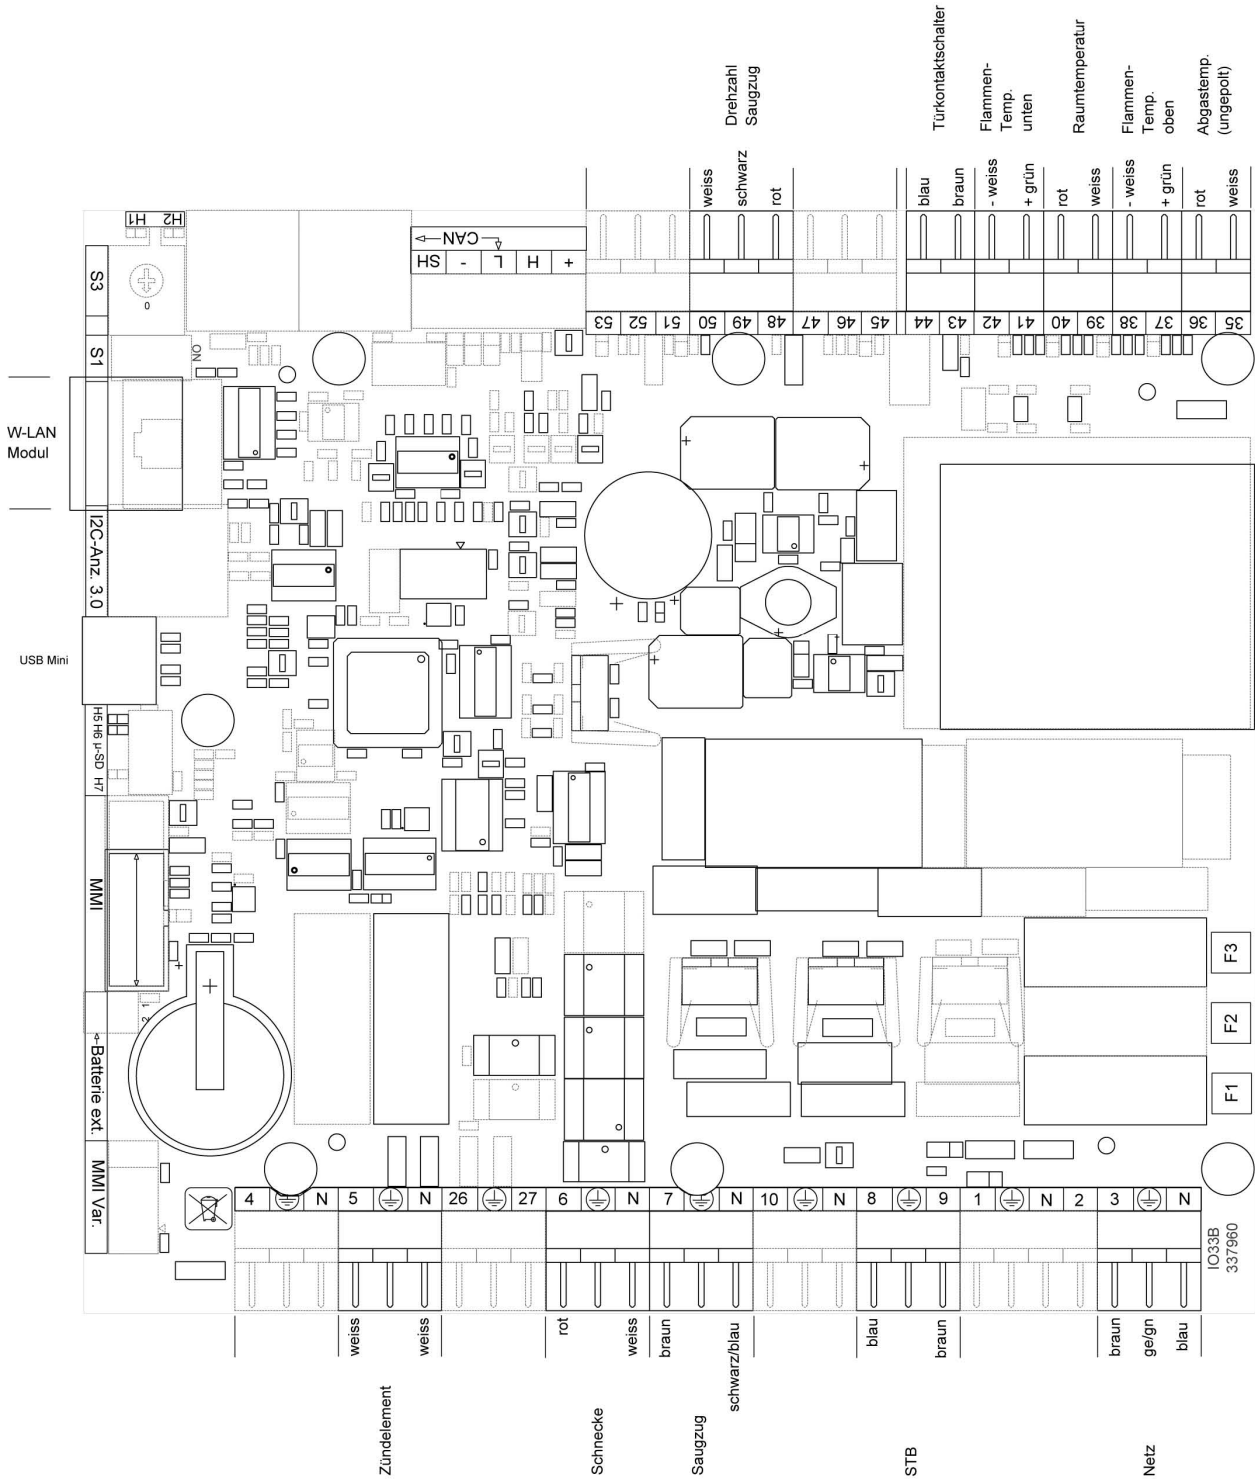 Drehzahl
Saugzug
Türkontaktschalter
Flammen-
Temp.
unten
Raumtemperatur
Flammen-
Temp.
oben
Abgastemp.
(ungepolt)
weiss
schwarz
rot
blau
braun
- weiss
+ grün
rot
weiss
- weiss
+ grün
rot
weiss
H1
H2
CAN
SH
-
L
H
+
53
52
51
50
49
48
47
46
45
44
43
42
41
40
39
38
37
36
35
S3
0
S1
ON
W-LAN
Modul
I2C-Anz. 3.0
USB Mini
H5 H6 µ-SD H7
MMI
1
2
Batterie ext.
MMI Var.
F3
F2
F1
4
N
5
N
26
27
6
N
7
N
10
N
8
9
1
N
2
3
N
IO33B
337960
weiss
weiss
rot
weiss
braun
schwarz/blau
blau
braun
braun
ge/gn
blau
Zündelement
Schnecke
Saugzug
STB
Netz